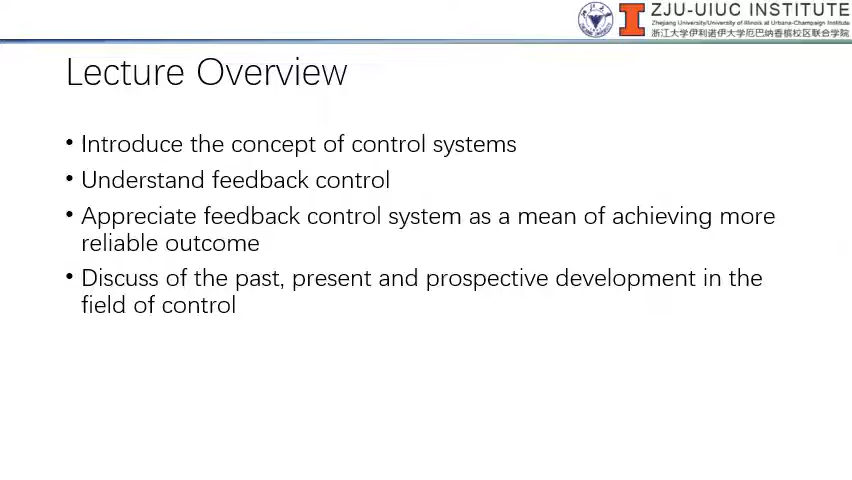 ZJU-UIUC INSTITUTE
Zhejiang University/University of Illinois at Urbana-Champaign Institute
浙江大学伊利诺伊大学厄巴纳香槟校区联合学院
Lecture Overview
• Introduce the concept of control systems
• Understand feedback control
• Appreciate feedback control system as a mean of achieving more
reliable outcome
• Discuss of the past, present and prospective development in the
field of control